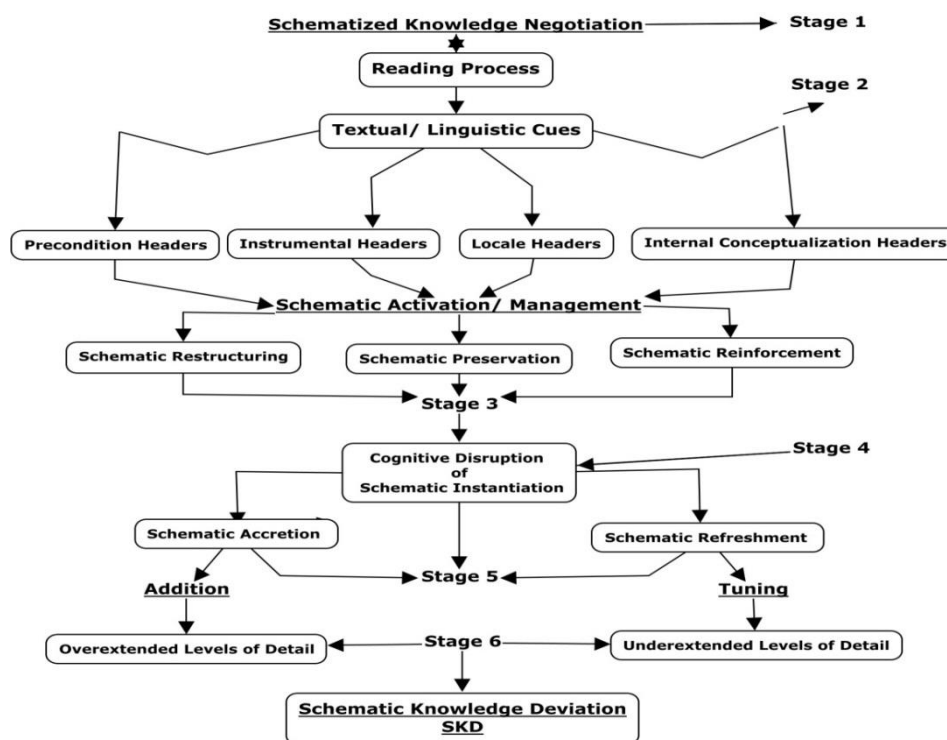 Schematized Knowledge Negotiation
Stage 1
Reading Process
Stage 2
Textual/ Linguistic Cues
Precondition Headers
Instrumental Headers
Locale Headers
Internal Conceptualization Headers
Schematic Activation/ Management
Schematic Restructuring
Schematic Preservation
Schematic Reinforcement
Stage 3
Cognitive Disruption
of
Schematic Instantiation
Stage 4
Schematic Accretion
Schematic Refreshment
Stage 5
Addition
Tuning
Overextended Levels of Detail
Stage 6
Underextended Levels of Detail
Schematic Knowledge Deviation
SKD